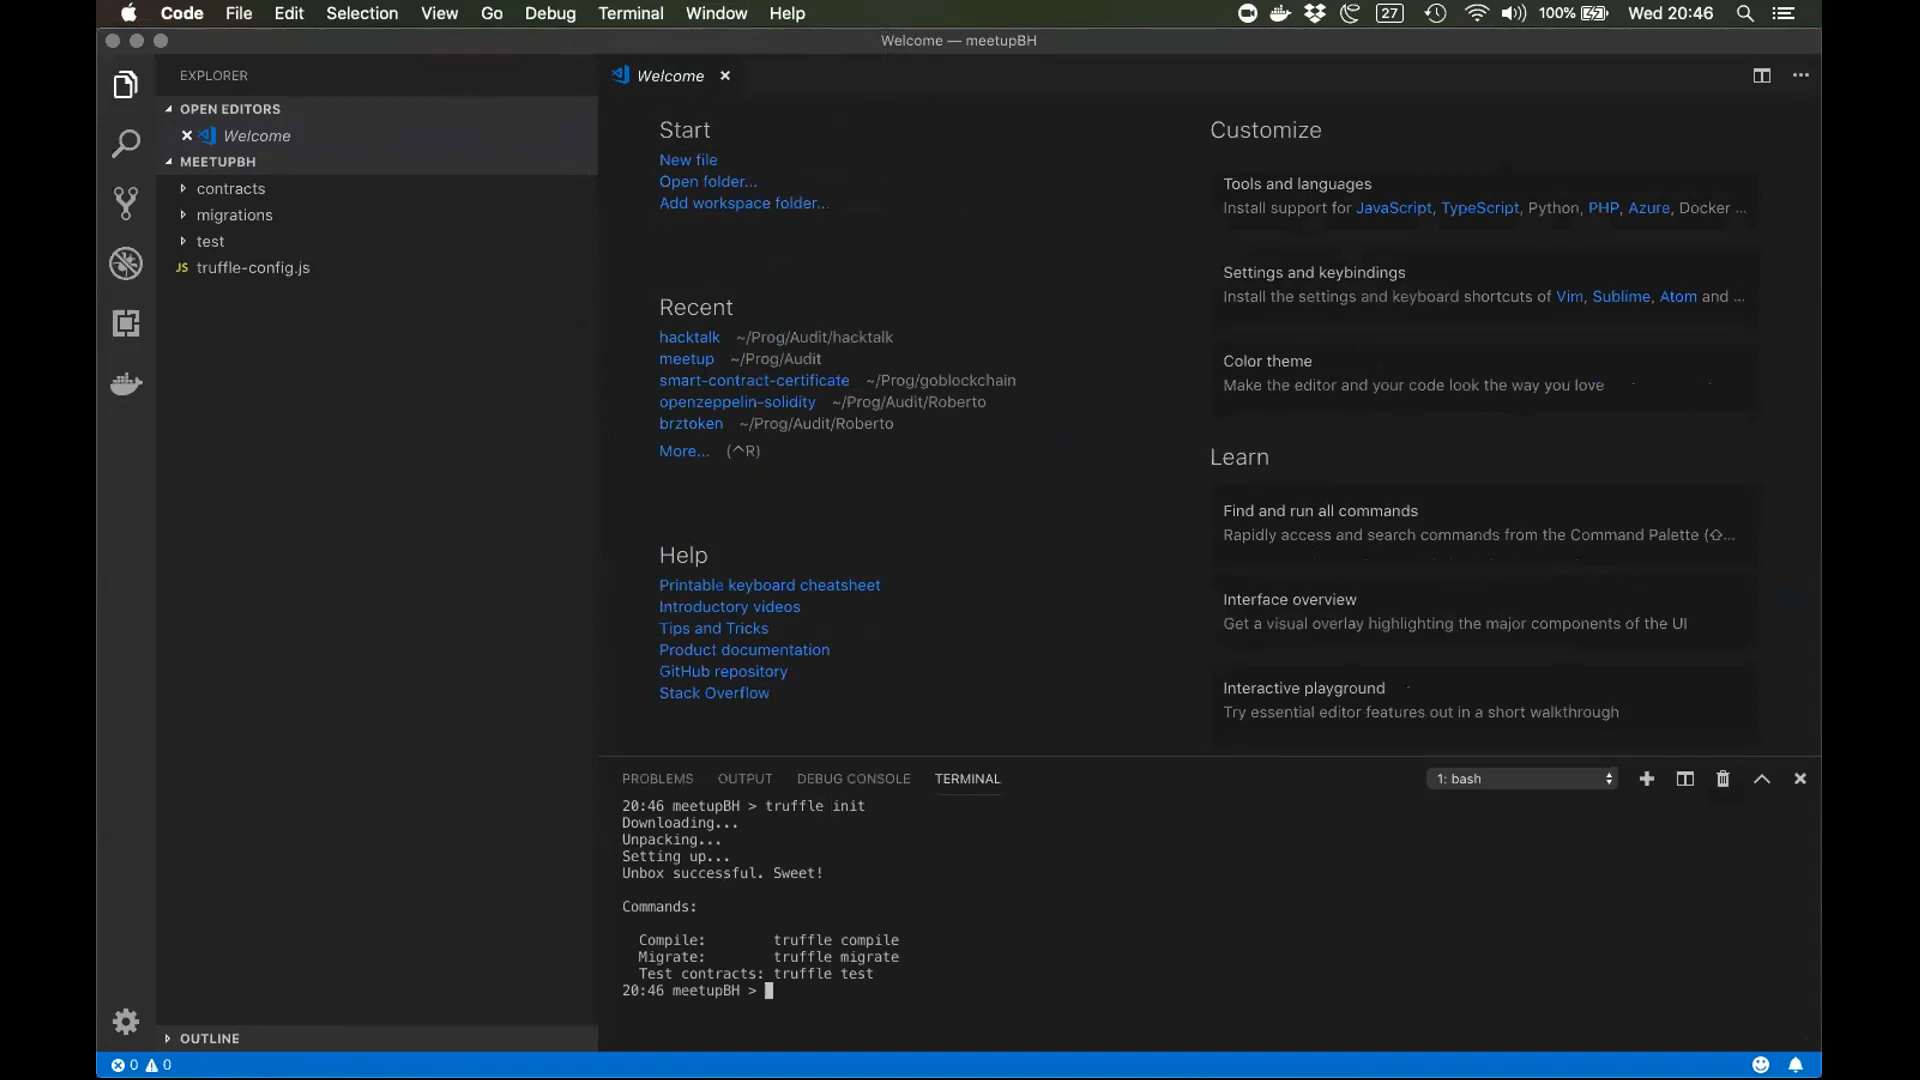 Code File Edit Selection View Go Debug Terminal Window Help 27 100% Wed 20:46
Welcome — meetupBH
EXPLORER
OPEN EDITORS
Welcome
MEETUPBH
contracts
migrations
test
JS truffle-config.js
OUTLINE
Welcome
Start
New file
Open folder...
Add workspace folder...
Recent
hacktalk ~/Prog/Audit/hacktalk
meetup ~/Prog/Audit
smart-contract-certificate ~/Prog/goblockchain
openzeppelin-solidity ~/Prog/Audit/Roberto
brztoken ~/Prog/Audit/Roberto
More... (^R)
Help
Printable keyboard cheatsheet
Introductory videos
Tips and Tricks
Product documentation
GitHub repository
Stack Overflow
Customize
Tools and languages
Install support for JavaScript, TypeScript, Python, PHP, Azure, Docker ...
Settings and keybindings
Install the settings and keyboard shortcuts of Vim, Sublime, Atom and ...
Color theme
Make the editor and your code look the way you love
Learn
Find and run all commands
Rapidly access and search commands from the Command Palette (⇧...
Interface overview
Get a visual overlay highlighting the major components of the UI
Interactive playground
Try essential editor features out in a short walkthrough
PROBLEMS OUTPUT DEBUG CONSOLE TERMINAL 1: bash
20:46 meetupBH > truffle init
Downloading...
Unpacking...
Setting up...
Unbox successful. Sweet!
Commands:
Compile: truffle compile
Migrate: truffle migrate
Test contracts: truffle test
20:46 meetupBH >
0 0